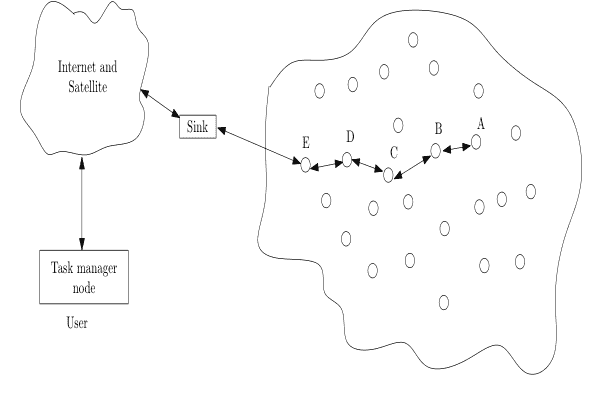 Internet and
Satellite
Sink
E
D
C
B
A
Task manager
node
User